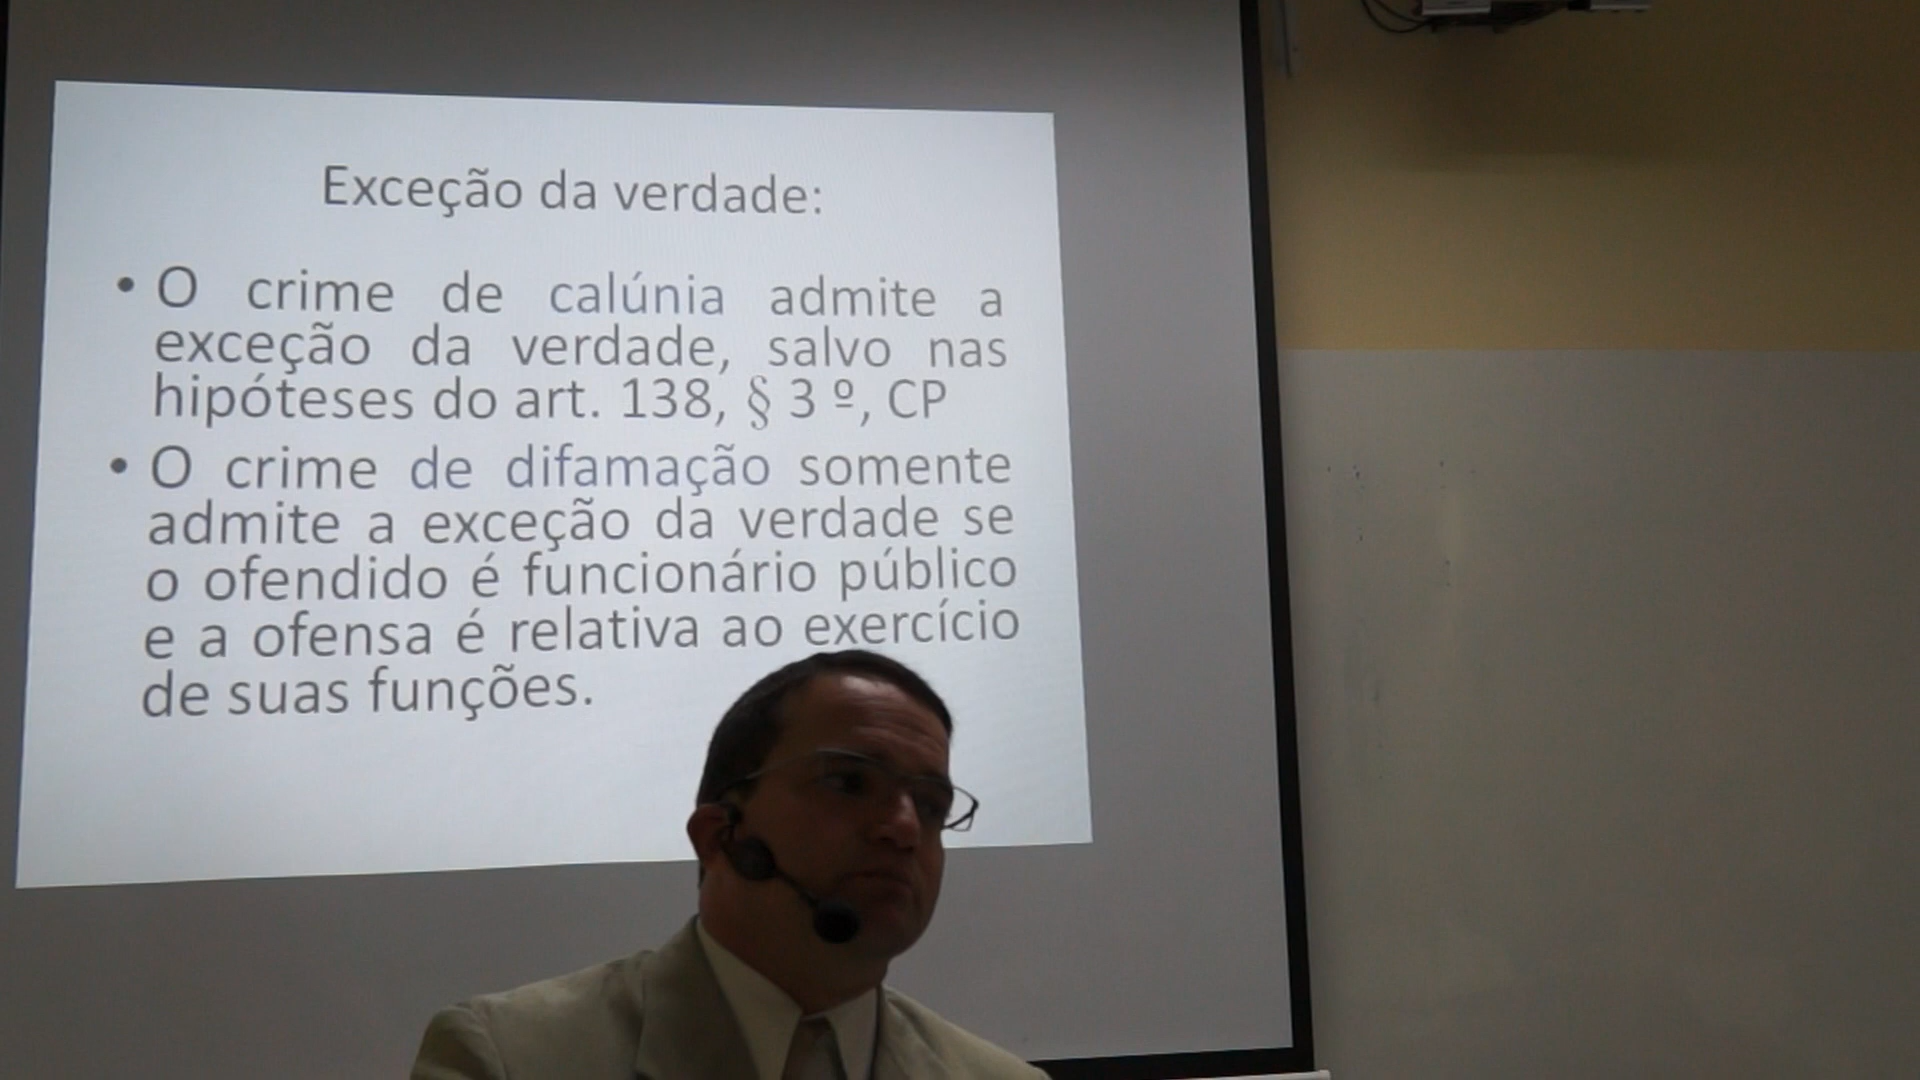 Exceção da verdade:
• O crime de calúnia admite a
exceção da verdade, salvo nas
hipóteses do art. 138, § 3 º, CP
• O crime de difamação somente
admite a exceção da verdade se
o ofendido é funcionário público
e a ofensa é relativa ao exercício
de suas funções.